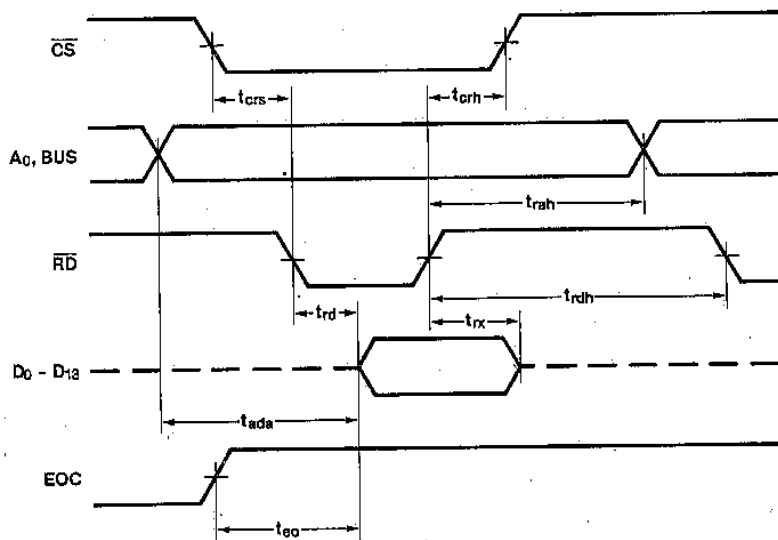 CS
tcrs
tcrh
A0, BUS
trah
RD
trd
trdh
trx
D0 - D13
tada
EOC
teo